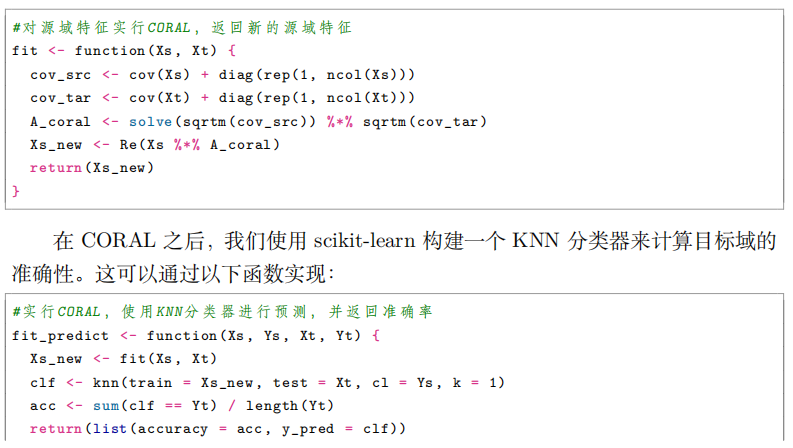 #对源域特征实行CORAL，返回新的源域特征
fit <- function(Xs, Xt) {
  cov_src <- cov(Xs) + diag(rep(1, ncol(Xs)))
  cov_tar <- cov(Xt) + diag(rep(1, ncol(Xt)))
  A_coral <- solve(sqrtm(cov_src)) %*% sqrtm(cov_tar)
  Xs_new <- Re(Xs %*% A_coral)
  return(Xs_new)
}
在 CORAL 之后，我们使用 scikit-learn 构建一个 KNN 分类器来计算目标域的
准确性。这可以通过以下函数实现：
#实行CORAL，使用KNN分类器进行预测，并返回准确率
fit_predict <- function(Xs, Ys, Xt, Yt) {
  Xs_new <- fit(Xs, Xt)
  clf <- knn(train = Xs_new, test = Xt, cl = Ys, k = 1)
  acc <- sum(clf == Yt) / length(Yt)
  return(list(accuracy = acc, y_pred = clf))